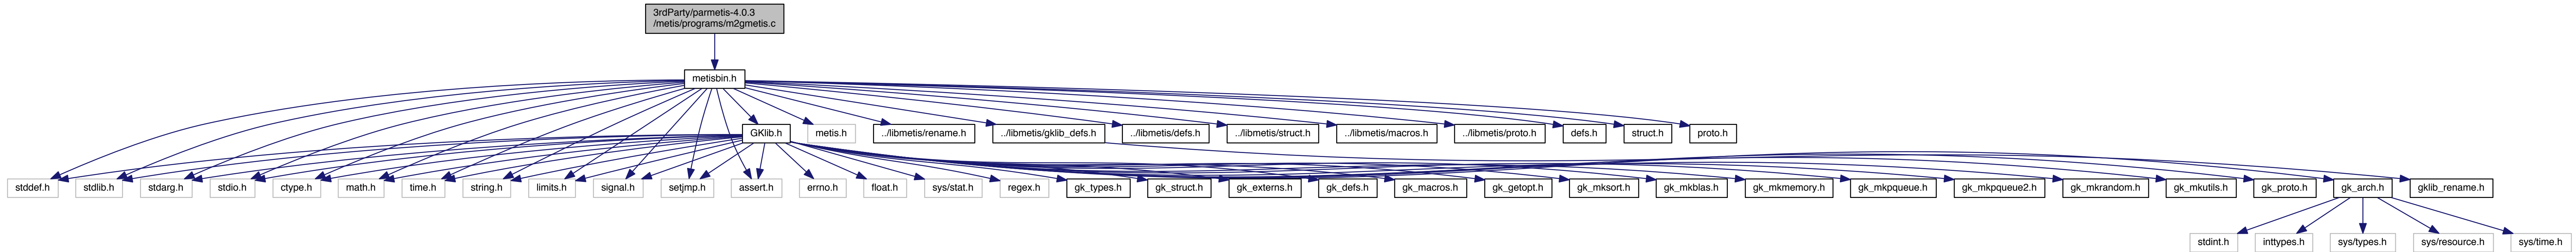 3rdParty/parmetis-4.0.3
/metis/programs/m2gmetis.c
metisbin.h
GKlib.h
metis.h
../libmetis/rename.h
../libmetis/gklib_defs.h
../libmetis/defs.h
../libmetis/struct.h
../libmetis/macros.h
../libmetis/proto.h
defs.h
struct.h
proto.h
stddef.h
stdlib.h
stdarg.h
stdio.h
ctype.h
math.h
time.h
string.h
limits.h
signal.h
setjmp.h
assert.h
errno.h
float.h
sys/stat.h
regex.h
gk_types.h
gk_struct.h
gk_externs.h
gk_defs.h
gk_macros.h
gk_getopt.h
gk_mksort.h
gk_mkblas.h
gk_mkmemory.h
gk_mkpqueue.h
gk_mkpqueue2.h
gk_mkrandom.h
gk_mkutils.h
gk_proto.h
gk_arch.h
gklib_rename.h
stdint.h
inttypes.h
sys/types.h
sys/resource.h
sys/time.h